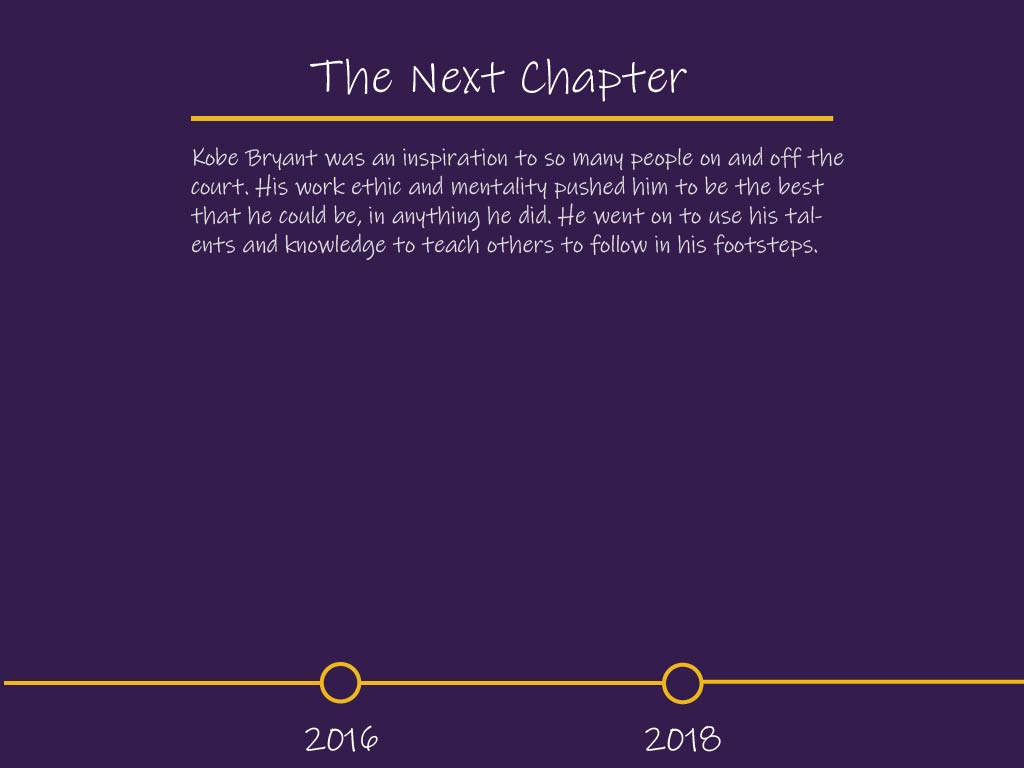 The Next Chapter
Kobe Bryant was an inspiration to so many people on and off the
court. His work ethic and mentality pushed him to be the best
that he could be, in anything he did. He went on to use his tal-
ents and knowledge to teach others to follow in his footsteps.
2016
2018